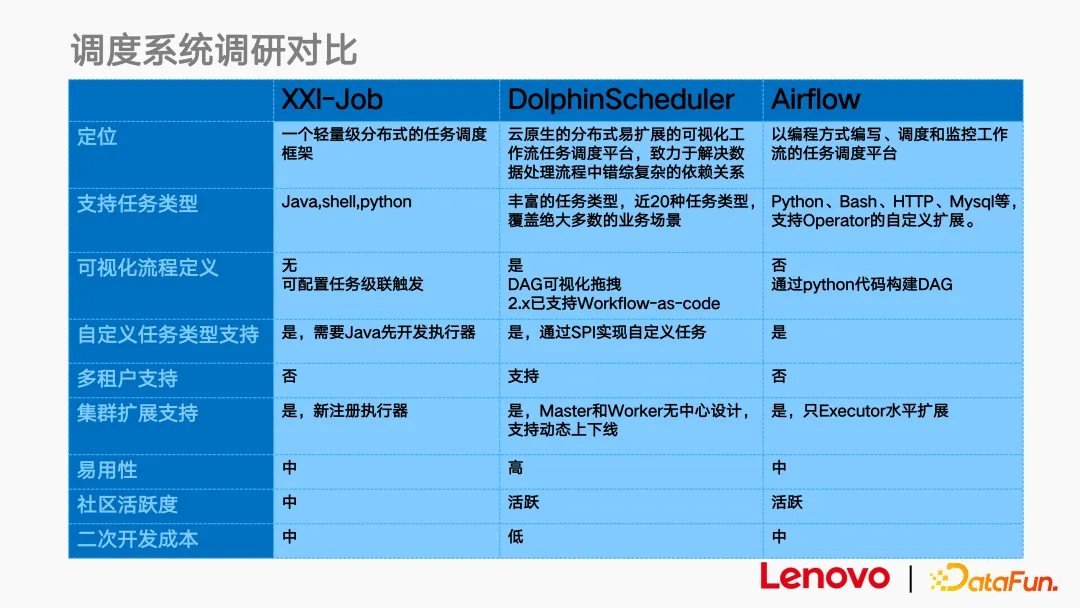 调度系统调研对比
XXl-Job
DolphinScheduler
Airflow
定位
一个轻量级分布式的任务调度
框架
云原生的分布式易扩展的可视化工
作流任务调度平台，致力于解决数
据处理流程中错综复杂的依赖关系
以编程方式编写、调度和监控工作
流的任务调度平台
支持任务类型
Java,shell,python
丰富的任务类型，近20种任务类型，
覆盖绝大多数的业务场景
Python、Bash、HTTP、Mysql等，
支持Operator的自定义扩展。
可视化流程定义
无
可配置任务级联触发
是
DAG可视化拖拽
2.x已支持Workflow-as-code
否
通过python代码构建DAG
自定义任务类型支持
是，需要Java先开发执行器
是，通过SPI实现自定义任务
是
多租户支持
否
支持
否
集群扩展支持
是，新注册执行器
是，Master和Worker无中心设计，
支持动态上下线
是，只Executor水平扩展
易用性
中
高
中
社区活跃度
中
活跃
活跃
二次开发成本
中
低
中
Lenovo | DataFun.